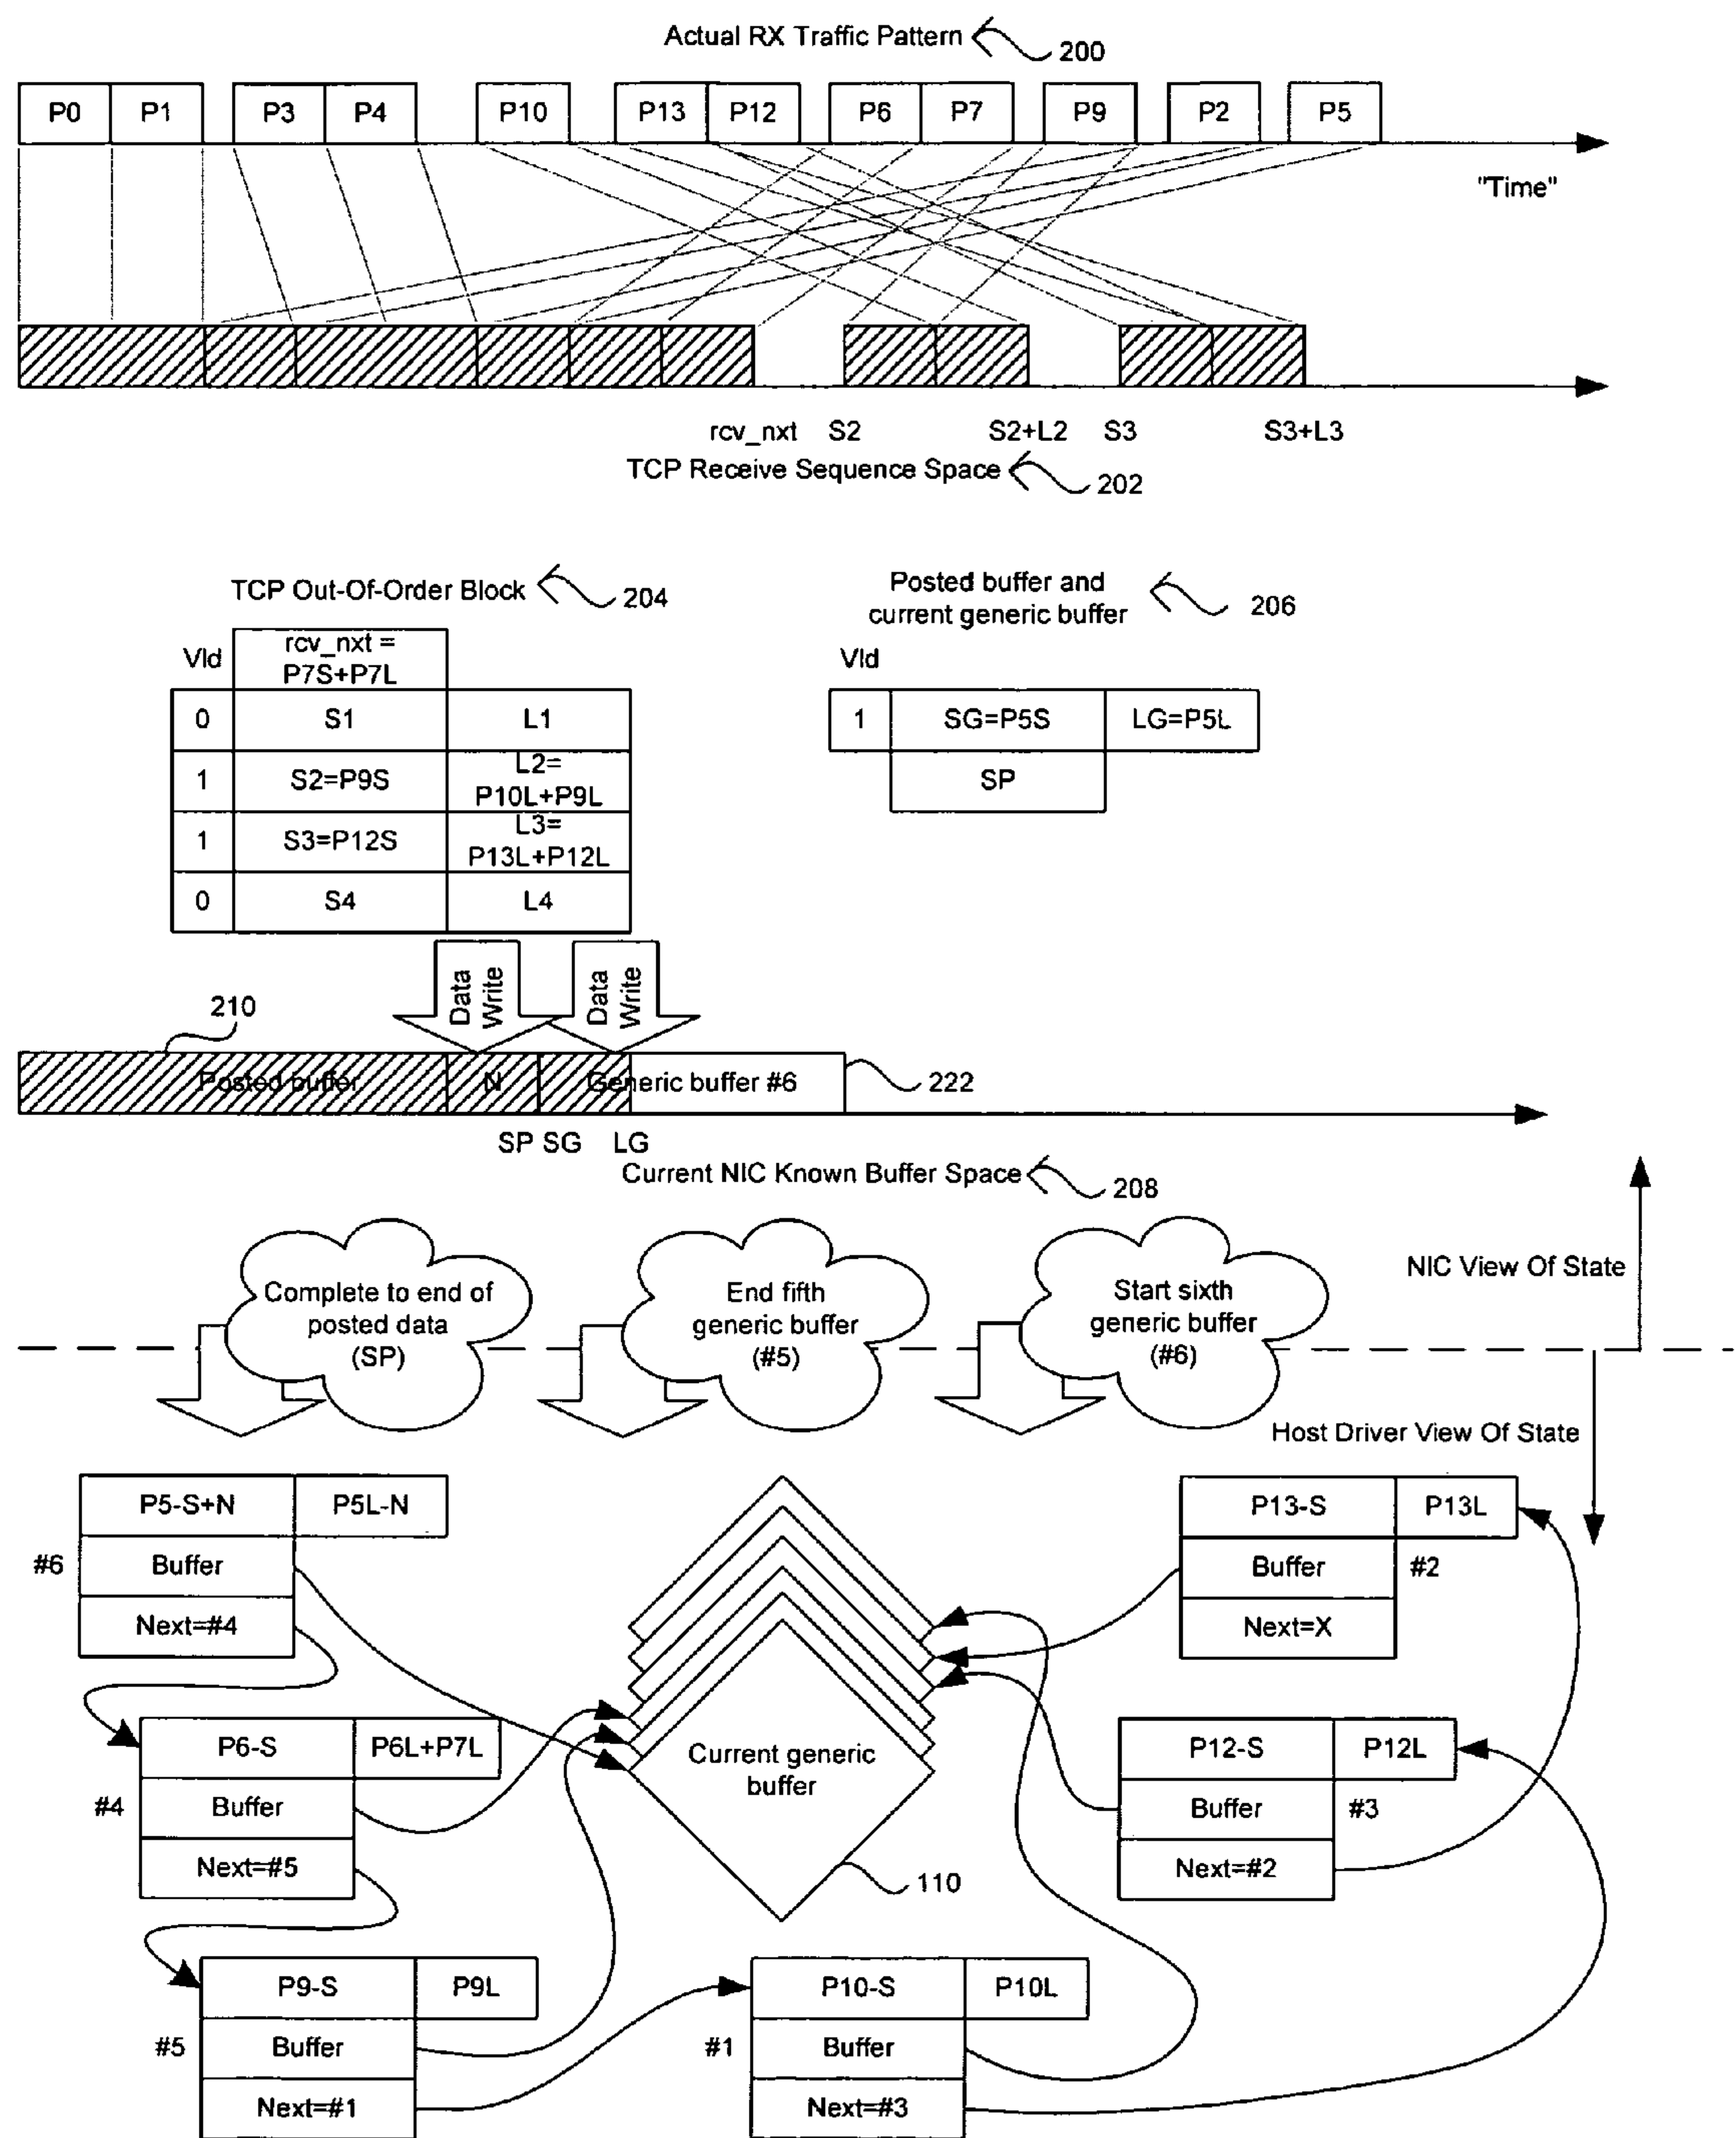 Actual RX Traffic Pattern 200
P0 P1 P3 P4 P10 P13 P12 P6 P7 P9 P2 P5
"Time"
rcv_nxt S2 S2+L2 S3 S3+L3
TCP Receive Sequence Space 202
TCP Out-Of-Order Block 204
Posted buffer and
current generic buffer
206
Vld
rcv_nxt =
P7S+P7L
0 S1 L1
1 S2=P9S L2=
P10L+P9L
1 S3=P12S L3=
P13L+P12L
0 S4 L4
Vld
1 SG=P5S LG=P5L
SP
Data
Write
Data
Write
210
Posted buffer N Generic buffer #6 222
SP SG LG
Current NIC Known Buffer Space 208
Complete to end of
posted data
(SP)
End fifth
generic buffer
(#5)
Start sixth
generic buffer
(#6)
NIC View Of State
Host Driver View Of State
P5-S+N P5L-N
#6 Buffer
Next=#4
P13-S P13L
Buffer #2
Next=X
P6-S P6L+P7L
#4 Buffer
Next=#5
Current generic
buffer
110
P12-S P12L
Buffer #3
Next=#2
P9-S P9L
#5 Buffer
Next=#1
P10-S P10L
#1 Buffer
Next=#3